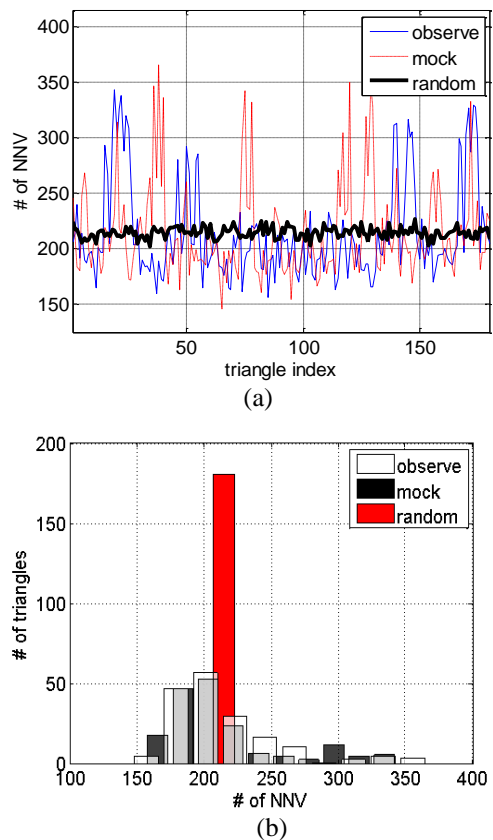 400
350
300
250
200
150
# of NNV
observe
mock
random
50
100
150
triangle index
(a)
200
150
100
50
0
# of triangles
observe
mock
random
100
150
200
250
300
350
400
# of NNV
(b)